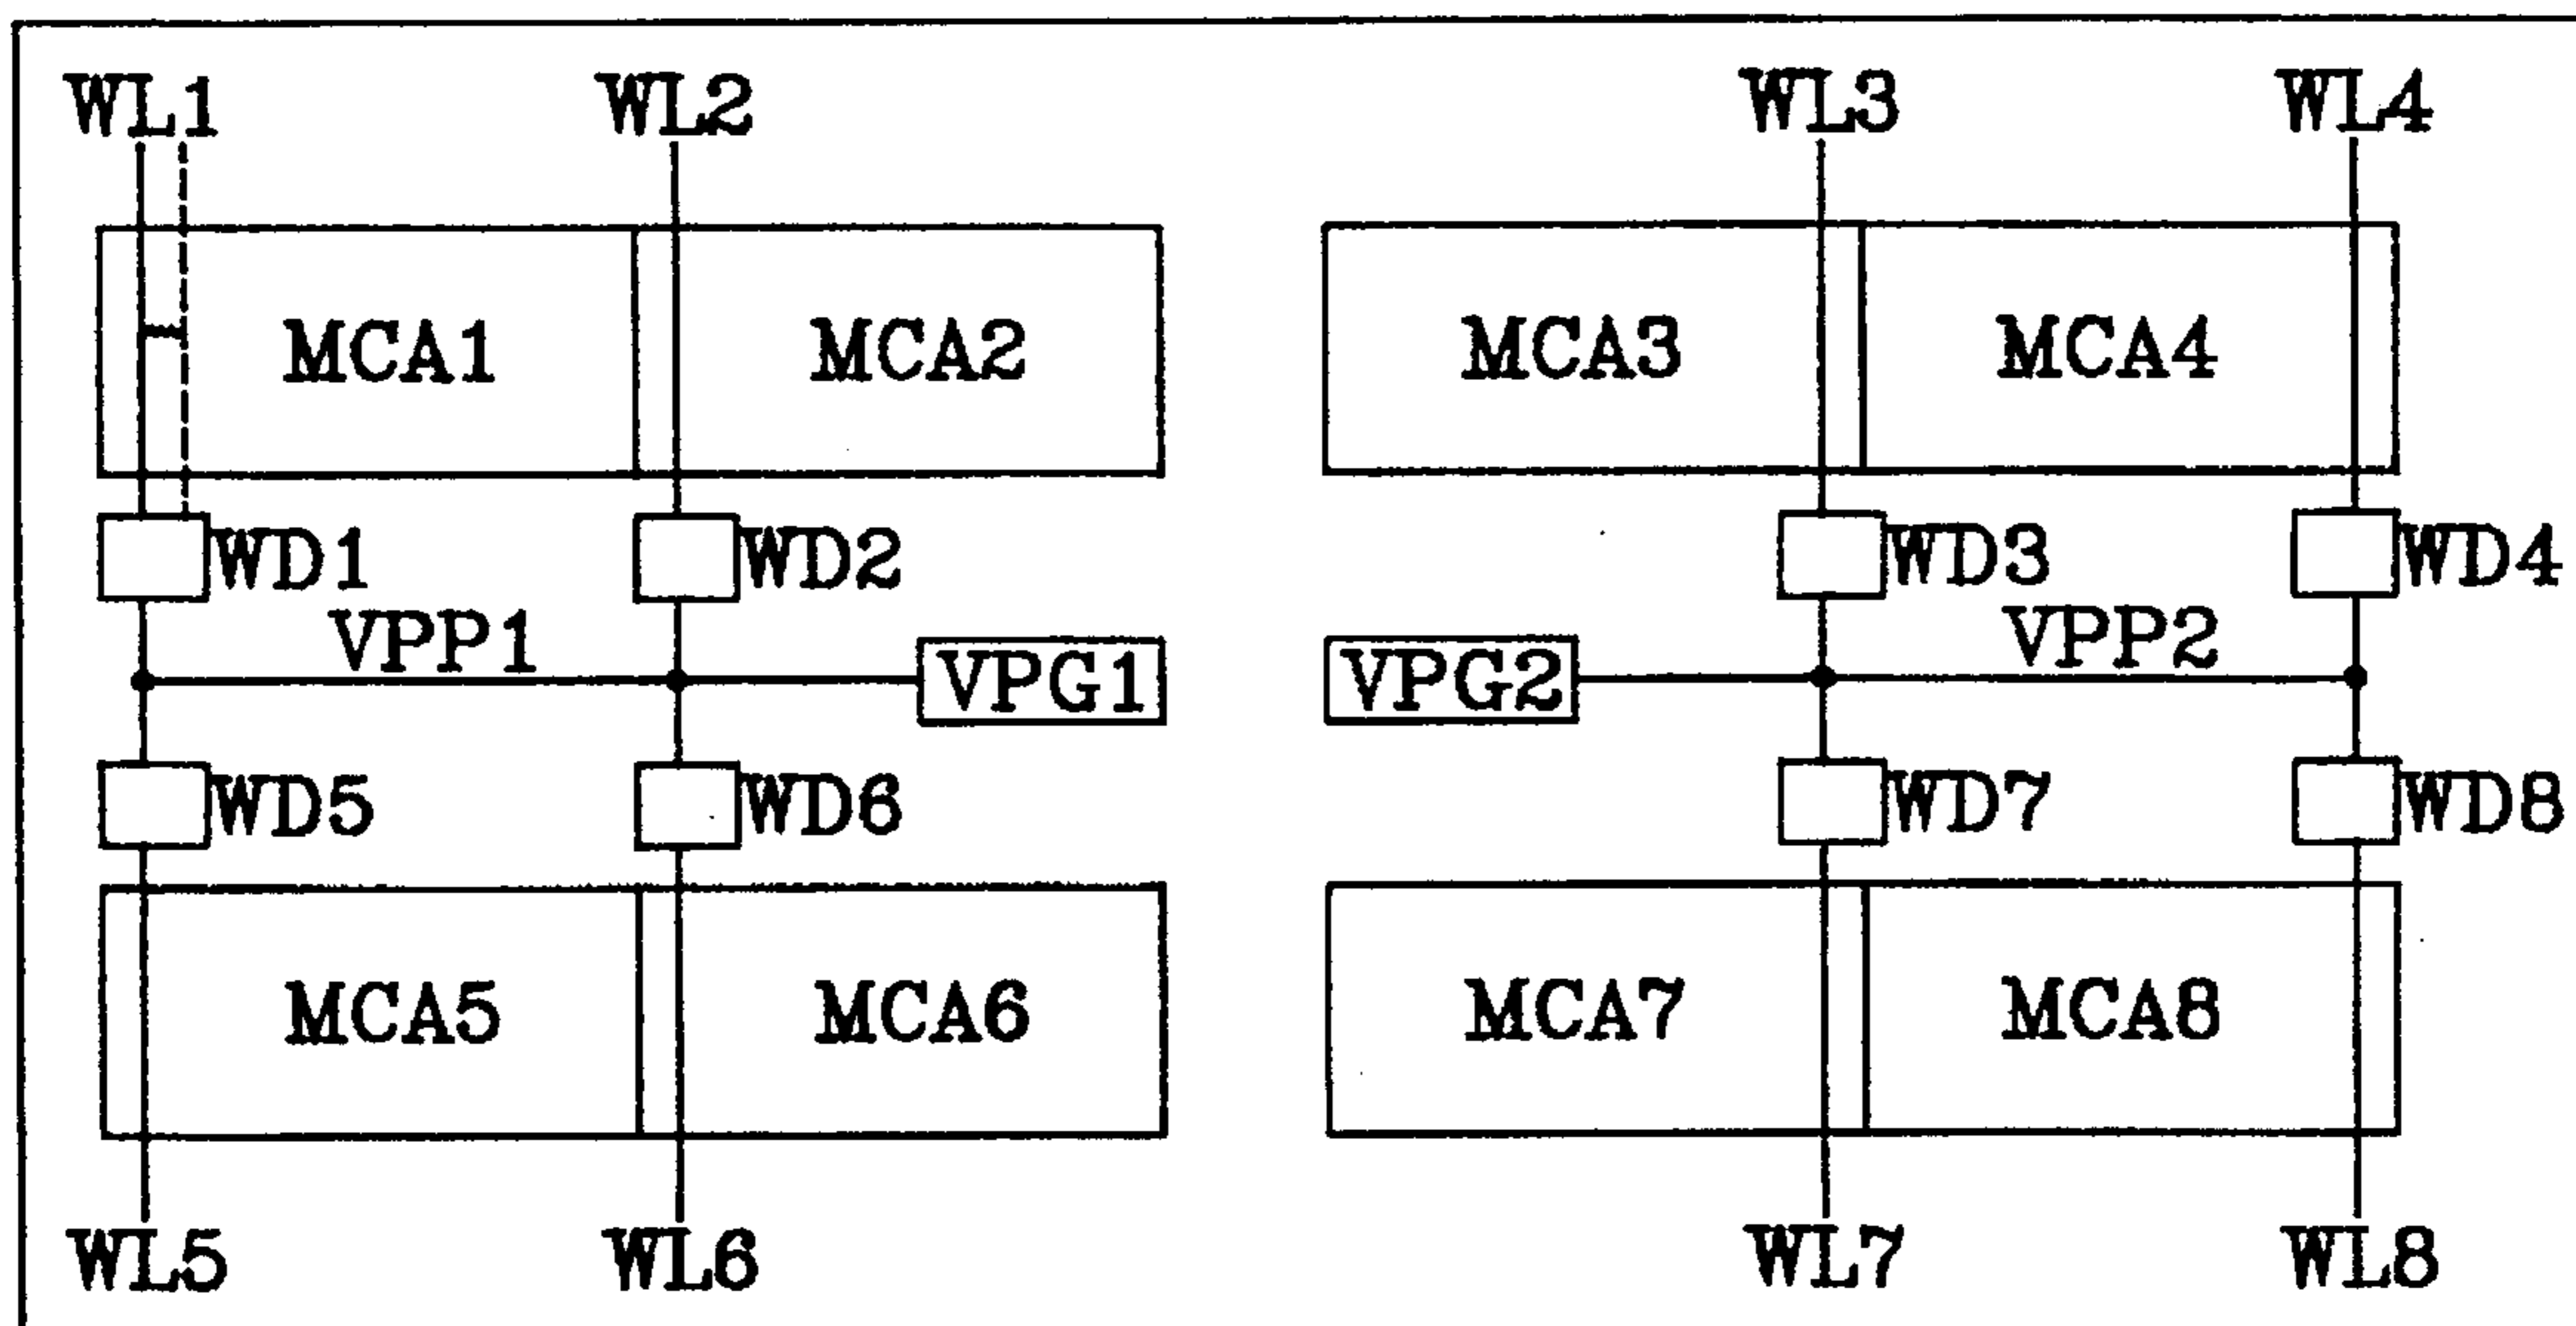 WL1 WL2 WL3 WL4
MCA1 MCA2 MCA3 MCA4
WD1 WD2 WD3 WD4
VPP1 VPP2
VPG1 VPG2
WD5 WD6 WD7 WD8
MCA5 MCA6 MCA7 MCA8
WL5 WL6 WL7 WL8